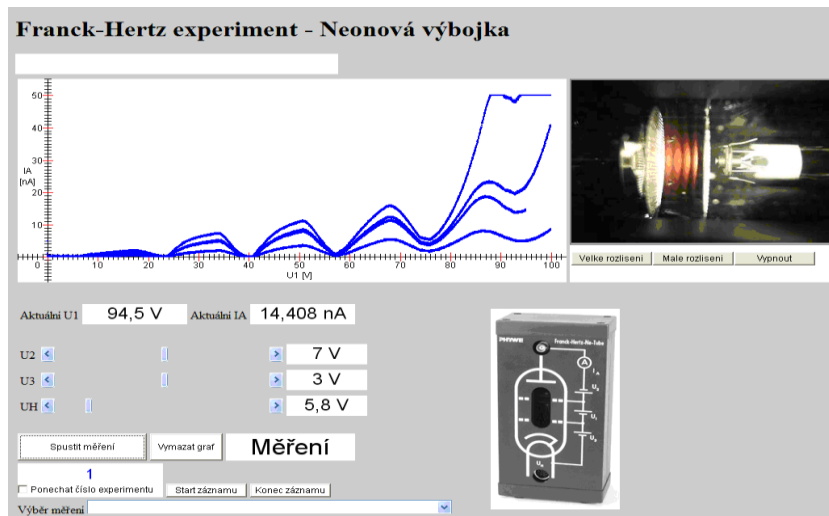 Franck-Hertz experiment - Neonová výbojka
50
40
IA
[nA]
30
20
10
0 10 20 30 40 50 60 70 80 90 100
U1 [V]
Velke rozliseni Male rozliseni Vypnout
Aktuální U1 94,5 V Aktuální IA 14,408 nA
U2 7 V
U3 3 V
UH 5,8 V
PHYWE Franck-Hertz-Ne-Tube
A
Spustit měření Vymazat graf Měření
1
Ponechat číslo experimentu Start záznamu Konec záznamu
Výběr měření